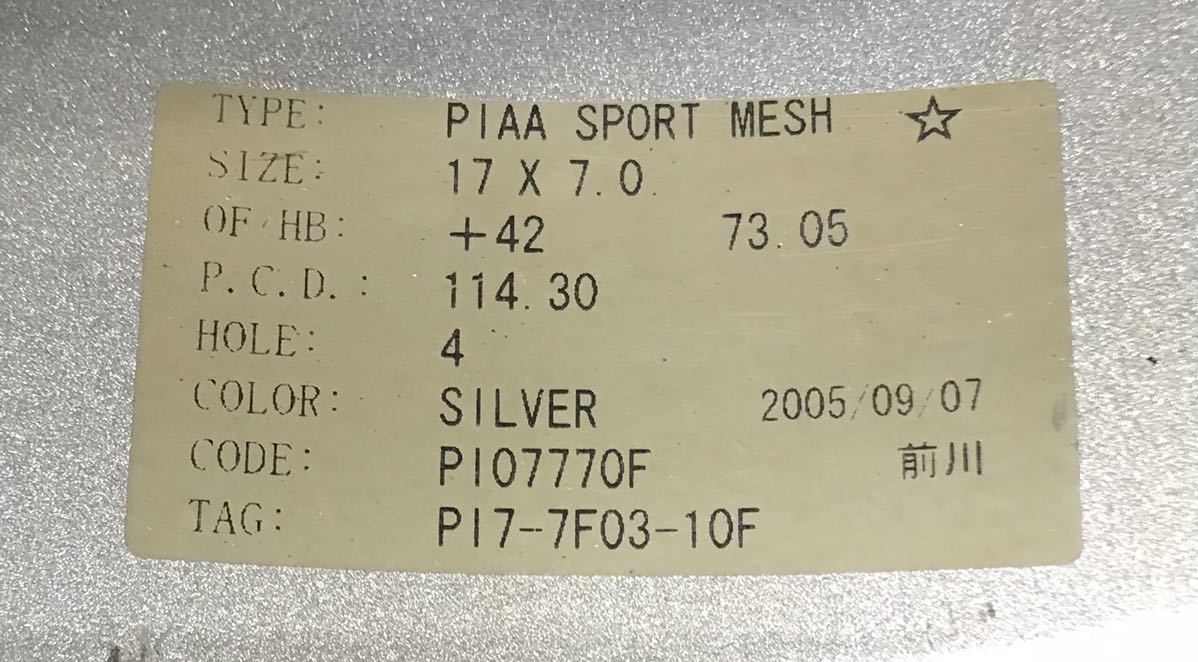 TYPE: PIAA SPORT MESH ☆
SIZE: 17 X 7.0
OF/HB: +42 73.05
P.C.D.: 114.30
HOLE: 4
COLOR: SILVER 2005/09/07
CODE: PI07770F 前川
TAG: PI7-7F03-10F